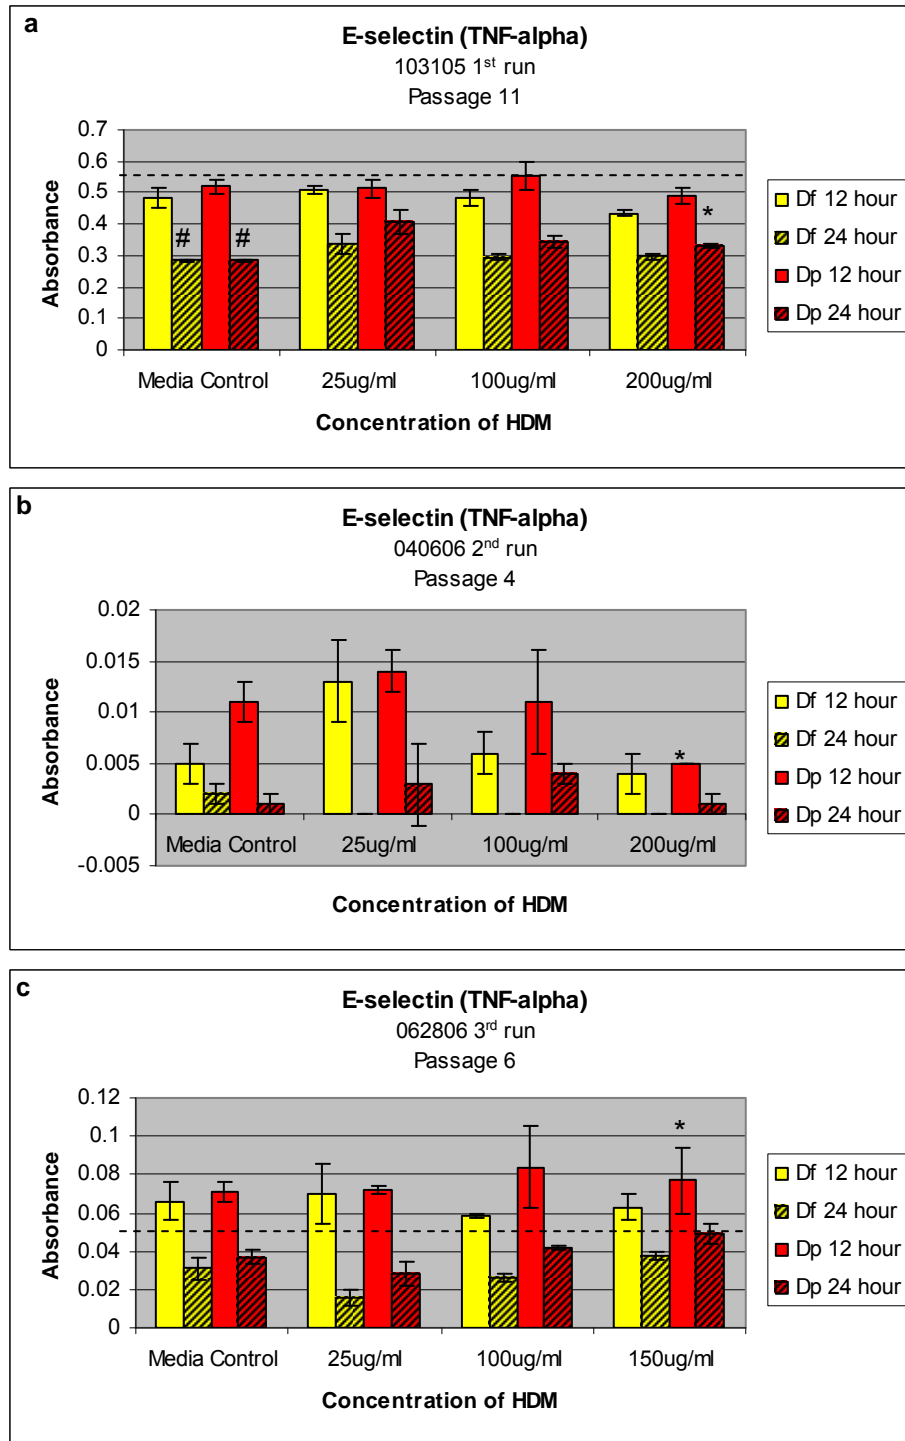 a
E-selectin (TNF-alpha)
103105 1st run
Passage 11
0.7
0.6
0.5
0.4
0.3
0.2
0.1
0
Absorbance
# # *
Media Control 25ug/ml 100ug/ml 200ug/ml
Concentration of HDM
Df 12 hour
Df 24 hour
Dp 12 hour
Dp 24 hour
b
E-selectin (TNF-alpha)
040606 2nd run
Passage 4
0.02
0.015
0.01
0.005
0
-0.005
Absorbance
*
Media Control 25ug/ml 100ug/ml 200ug/ml
Concentration of HDM
Df 12 hour
Df 24 hour
Dp 12 hour
Dp 24 hour
c
E-selectin (TNF-alpha)
062806 3rd run
Passage 6
0.12
0.1
0.08
0.06
0.04
0.02
0
Absorbance
*
Media Control 25ug/ml 100ug/ml 150ug/ml
Concentration of HDM
Df 12 hour
Df 24 hour
Dp 12 hour
Dp 24 hour